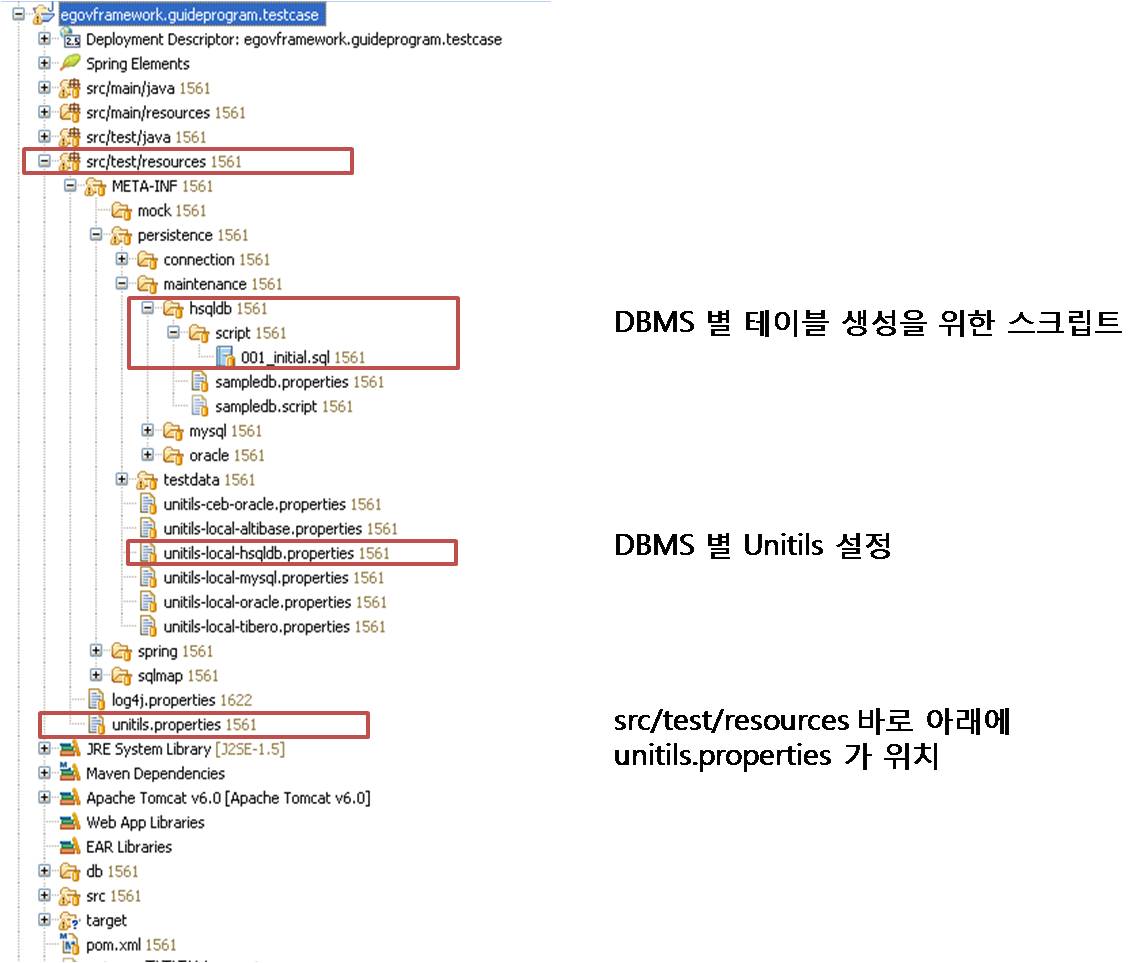 egovframework.guideprogram.testcase
Deployment Descriptor: egovframework.guideprogram.testcase
Spring Elements
src/main/java 1561
src/main/resources 1561
src/test/java 1561
src/test/resources 1561
META-INF 1561
mock 1561
persistence 1561
connection 1561
maintenance 1561
hsqldb 1561
script 1561
001_initial.sql 1561
sampledb.properties 1561
sampledb.script 1561
mysql 1561
oracle 1561
testdata 1561
unitils-ceb-oracle.properties 1561
unitils-local-altibase.properties 1561
unitils-local-hsqldb.properties 1561
unitils-local-mysql.properties 1561
unitils-local-oracle.properties 1561
unitils-local-tibero.properties 1561
spring 1561
sqlmap 1561
log4j.properties 1622
unitils.properties 1561
JRE System Library [J2SE-1.5]
Maven Dependencies
Apache Tomcat v6.0 [Apache Tomcat v6.0]
Web App Libraries
EAR Libraries
db 1561
src 1561
target
pom.xml 1561
DBMS 별 테이블 생성을 위한 스크립트
DBMS 별 Unitils 설정
src/test/resources 바로 아래에
unitils.properties 가 위치